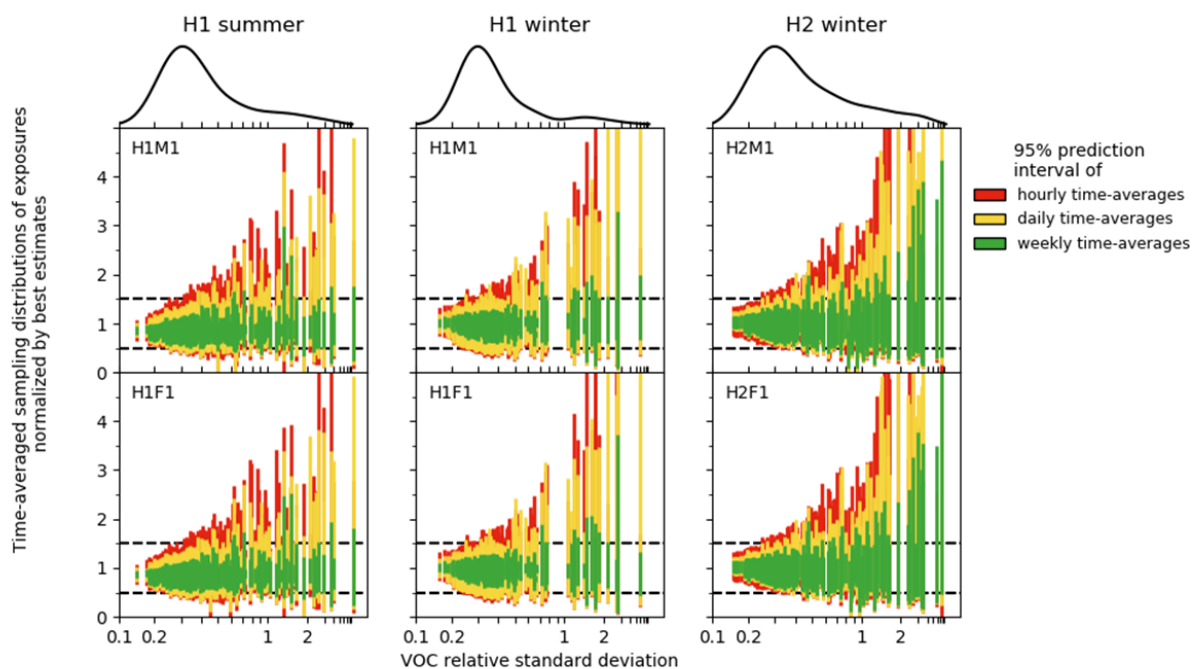 H1 summer
H1 winter
H2 winter
Time-averaged sampling distributions of exposures
normalized by best estimates
H1M1
H1M1
H2M1
4
3
2
1
0
95% prediction
interval of
hourly time-averages
daily time-averages
weekly time-averages
H1F1
H1F1
H2F1
4
3
2
1
0
0.1 0.2 1 2
0.1 0.2 1 2
0.1 0.2 1 2
VOC relative standard deviation